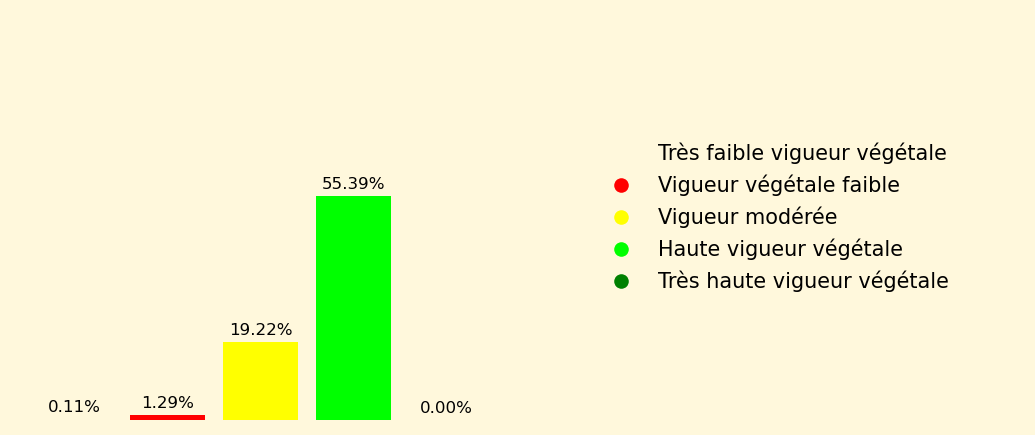 55.39%
19.22%
1.29%
0.11%
0.00%
Très faible vigueur végétale
Vigueur végétale faible
Vigueur modérée
Haute vigueur végétale
Très haute vigueur végétale